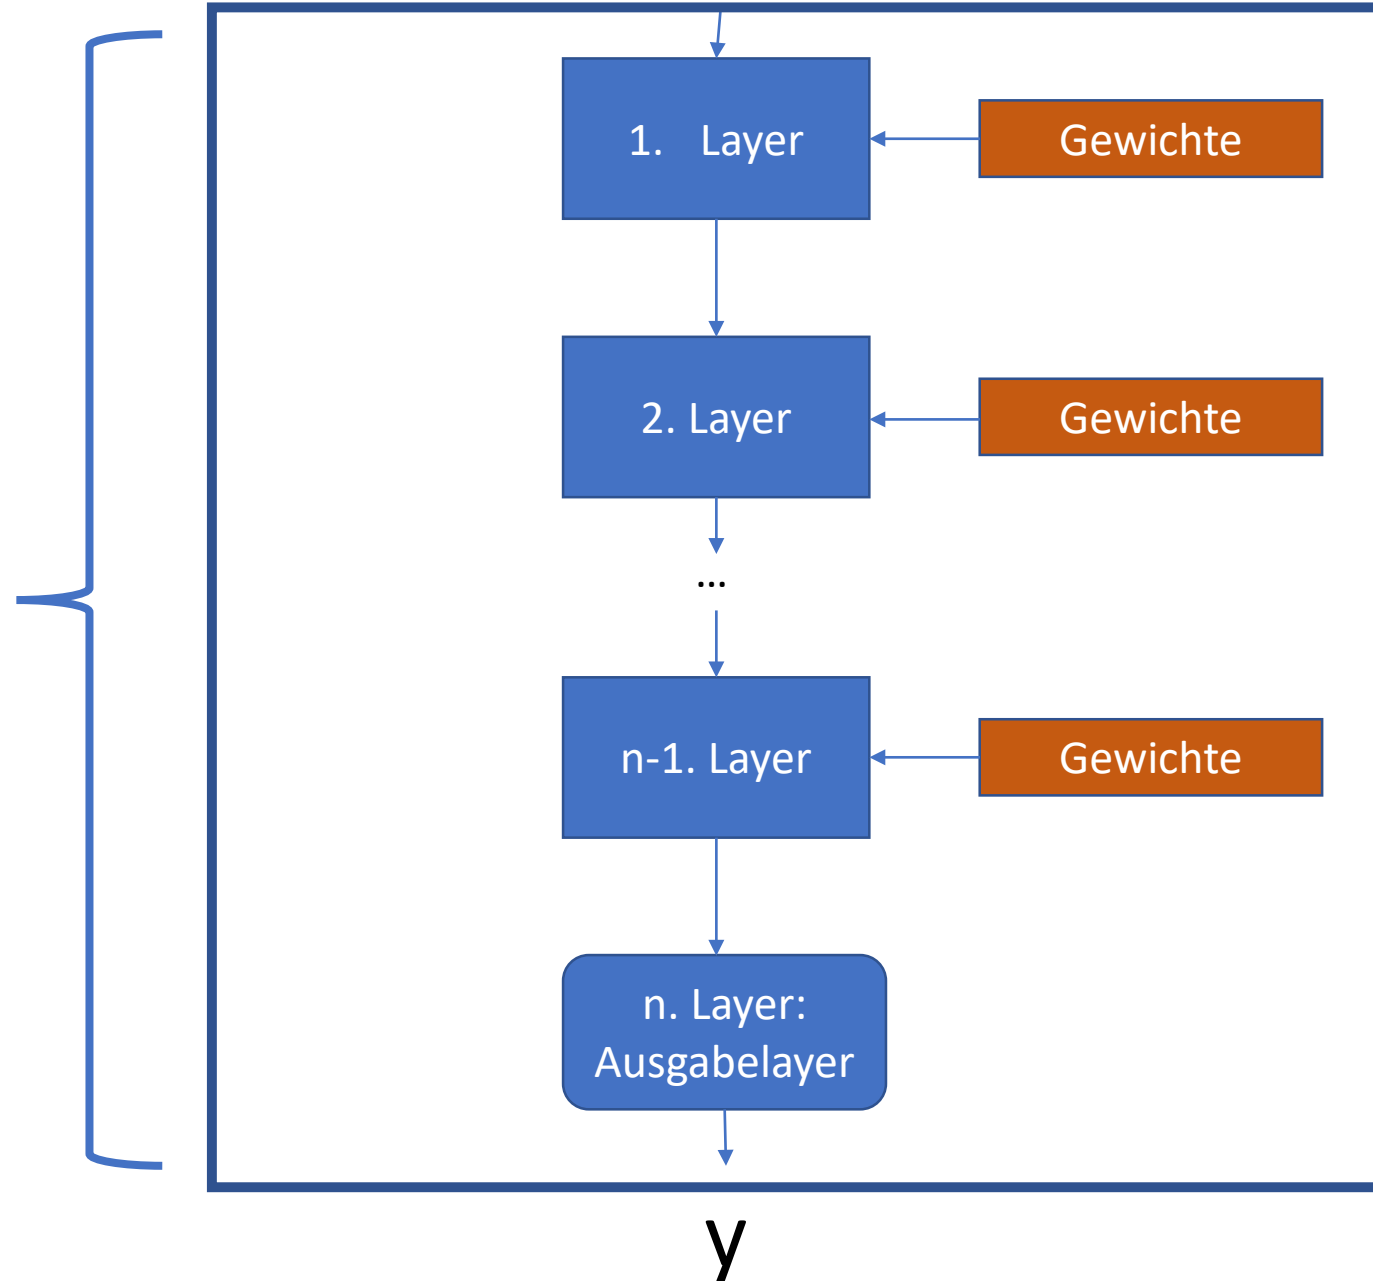 1. Layer
Gewichte
2. Layer
Gewichte
...
n-1. Layer
Gewichte
n. Layer:
Ausgabelayer
y